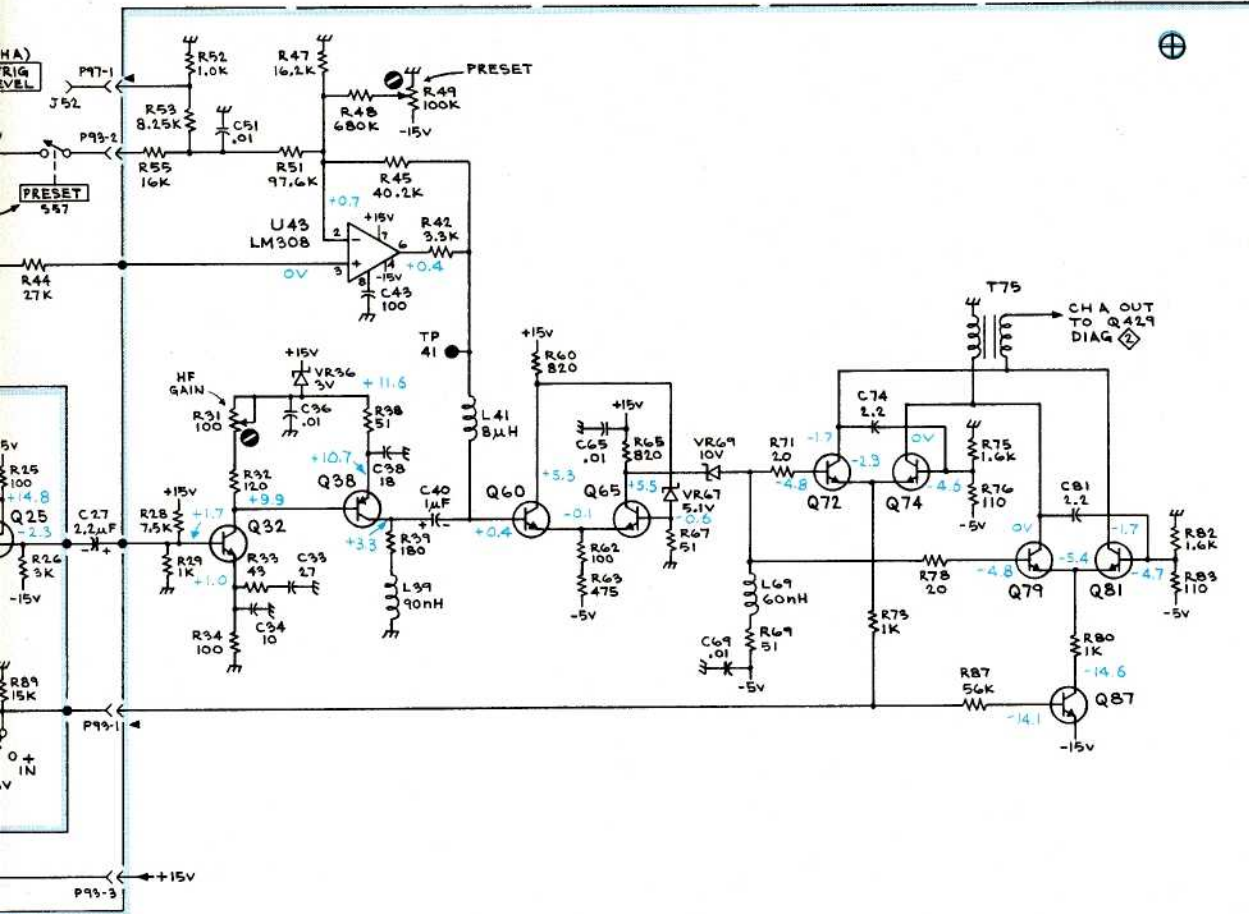 HA)
TRIG
EVEL
P97-1
J52
R52
1.0K
R53
8.25K
C51
.01
P93-2
R55
16K
PRESET
S57
R44
27K
R47
16.2K
R48
680K
R49
100K
PRESET
-15V
R51
97.6K
R45
40.2K
+0.7
U43
LM308
+15V
2
7
6
3
4
8
-15V
0V
R42
3.3K
+0.4
C43
100
TP
41
L41
8μH
HF
GAIN
R31
100
+15V
VR36
3V
+11.6
C36
.01
R38
51
R32
120
+10.7
C38
18
Q38
+9.9
5V
R25
100
+14.8
Q25
-2.3
C27
2.2μF
R26
3K
-15V
+15V
R28
7.5K
+1.7
R29
1K
Q32
+1.0
R33
43
C33
27
C34
10
R34
100
+3.3
R39
180
L39
90nH
C40
1μF
+0.4
+15V
R60
820
+5.3
Q60
-0.1
+15V
C65
.01
R65
820
Q65
+5.5
VR67
5.1V
-0.6
R67
51
R62
100
R63
475
-5V
VR69
10V
R71
20
-4.8
-1.7
C74
2.2
-2.3
0V
Q72
Q74
-4.6
R75
1.6K
R76
110
-5V
T75
CH A OUT
TO Q429
DIAG 2
L69
60nH
R69
51
C69
.01
-5V
R78
20
-4.8
0V
C81
2.2
-5.4
-1.7
-4.7
Q79
Q81
R82
1.6K
R83
110
-5V
R73
1K
R80
1K
-14.6
R87
56K
-14.1
Q87
-15V
R89
15K
P93-1
0 +
IN
V
P93-3
+15V